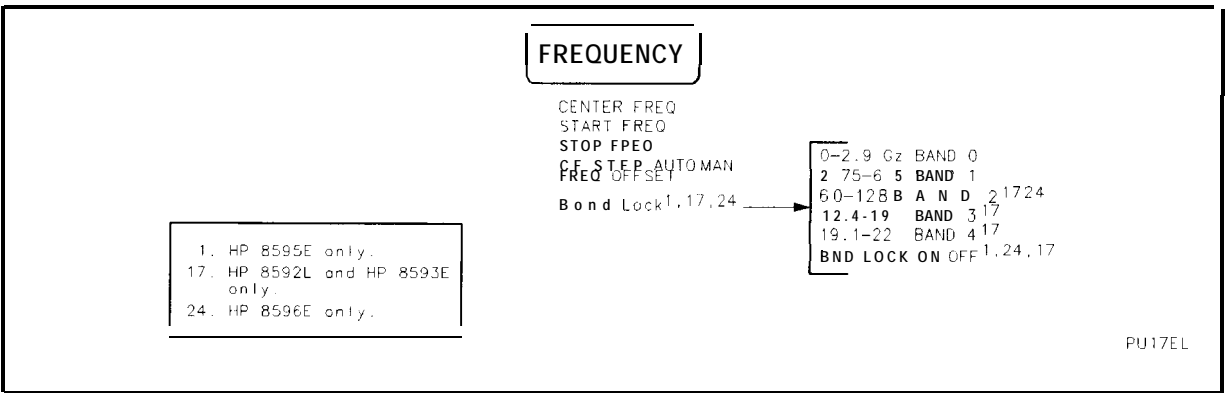 FREQUENCY
CENTER FREQ
START FREQ
STOP FPEO
CF STEP AUTO MAN
FREQ OFFSET
Bond Lock1,17,24
0-2.9 Gz BAND 0
2 75-6 5 BAND 1
60-128 BAND 2 1724
12.4-19 BAND 3 17
19.1-22 BAND 4 17
BND LOCK ON OFF 1,24,17
1. HP 8595E only.
17. HP 8592L and HP 8593E
only.
24. HP 8596E only.
PU17EL